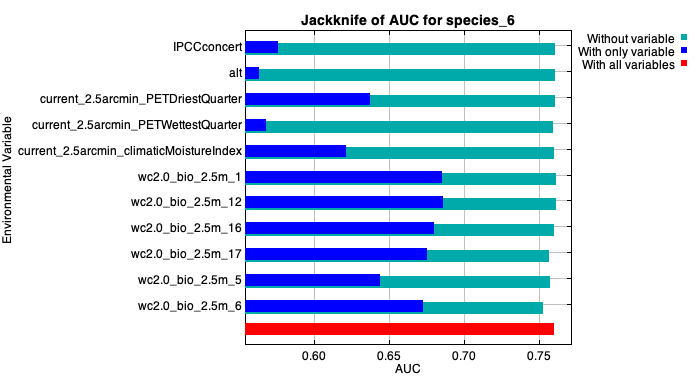 Jackknife of AUC for species_6
Without variable
With only variable
With all variables
Environmental Variable
IPCCconcert
alt
current_2.5arcmin_PETDriestQuarter
current_2.5arcmin_PETWettestQuarter
current_2.5arcmin_climaticMoistureIndex
wc2.0_bio_2.5m_1
wc2.0_bio_2.5m_12
wc2.0_bio_2.5m_16
wc2.0_bio_2.5m_17
wc2.0_bio_2.5m_5
wc2.0_bio_2.5m_6
0.60 0.65 0.70 0.75
AUC